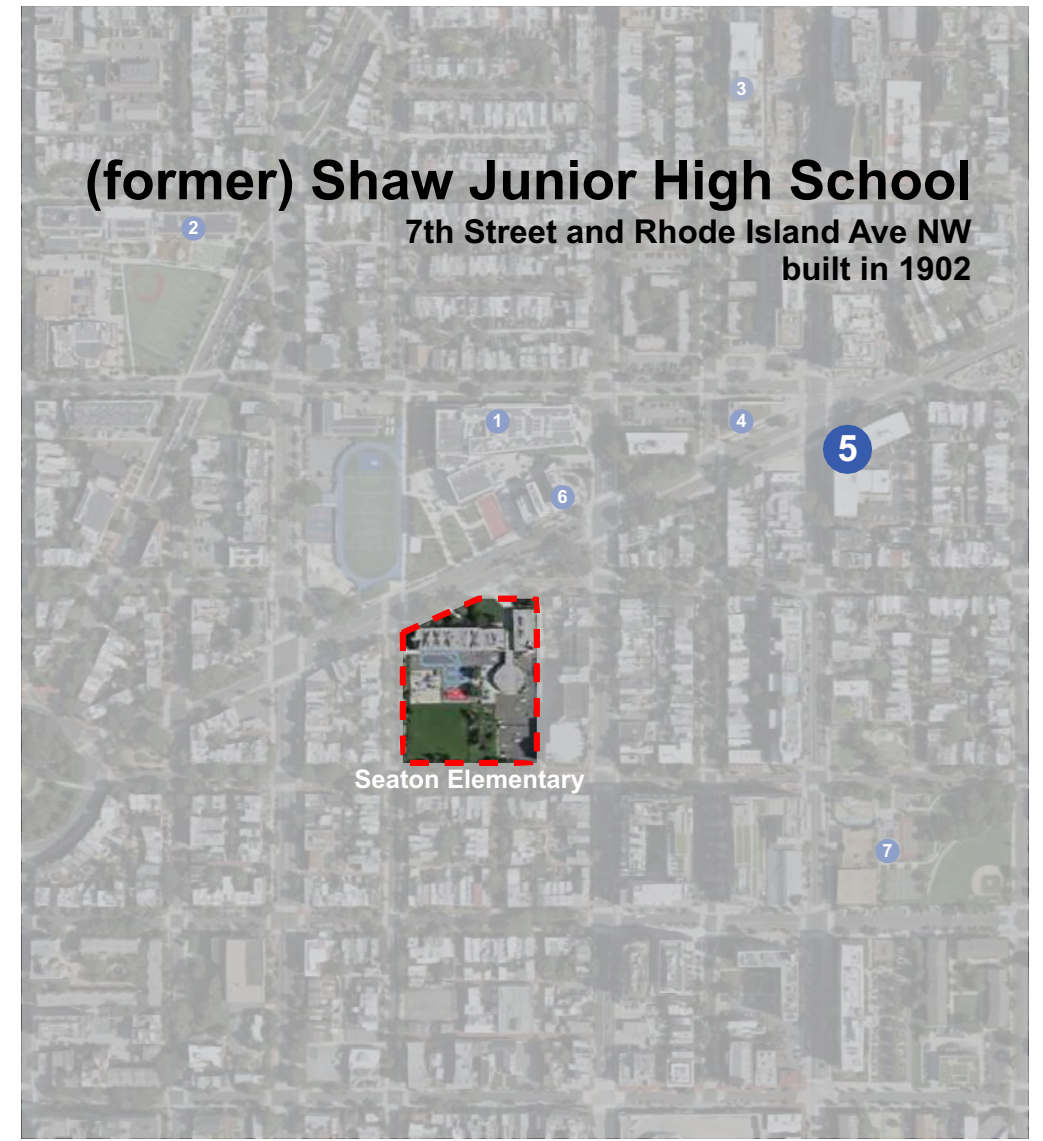 3
(former) Shaw Junior High School
2
7th Street and Rhode Island Ave NW
built in 1902
1
4
5
6
Seaton Elementary
7